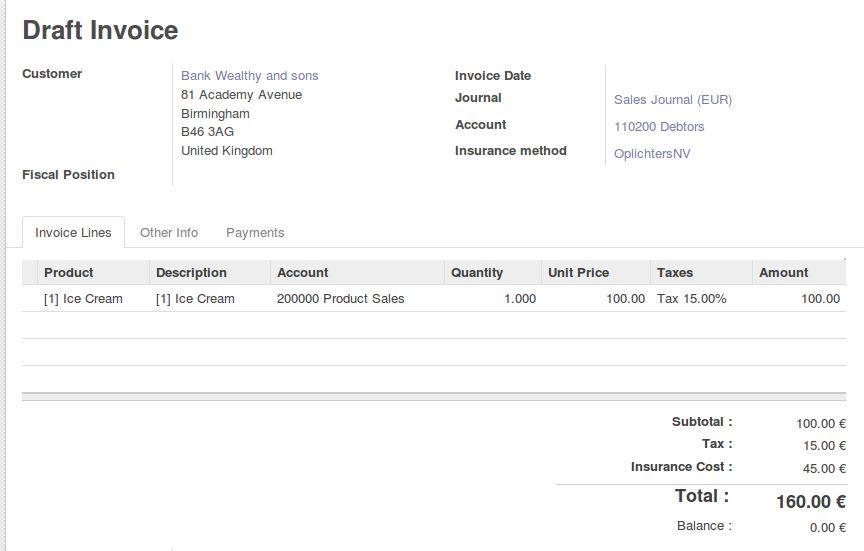 Draft Invoice
Customer
Bank Wealthy and sons
81 Academy Avenue
Birmingham
B46 3AG
United Kingdom
Fiscal Position
Invoice Date
Journal Sales Journal (EUR)
Account 110200 Debtors
Insurance method OplichtersNV
Invoice Lines Other Info Payments
Product Description Account Quantity Unit Price Taxes Amount
[1] Ice Cream [1] Ice Cream 200000 Product Sales 1.000 100.00 Tax 15.00% 100.00
Subtotal : 100.00 €
Tax : 15.00 €
Insurance Cost : 45.00 €
Total : 160.00 €
Balance : 0.00 €